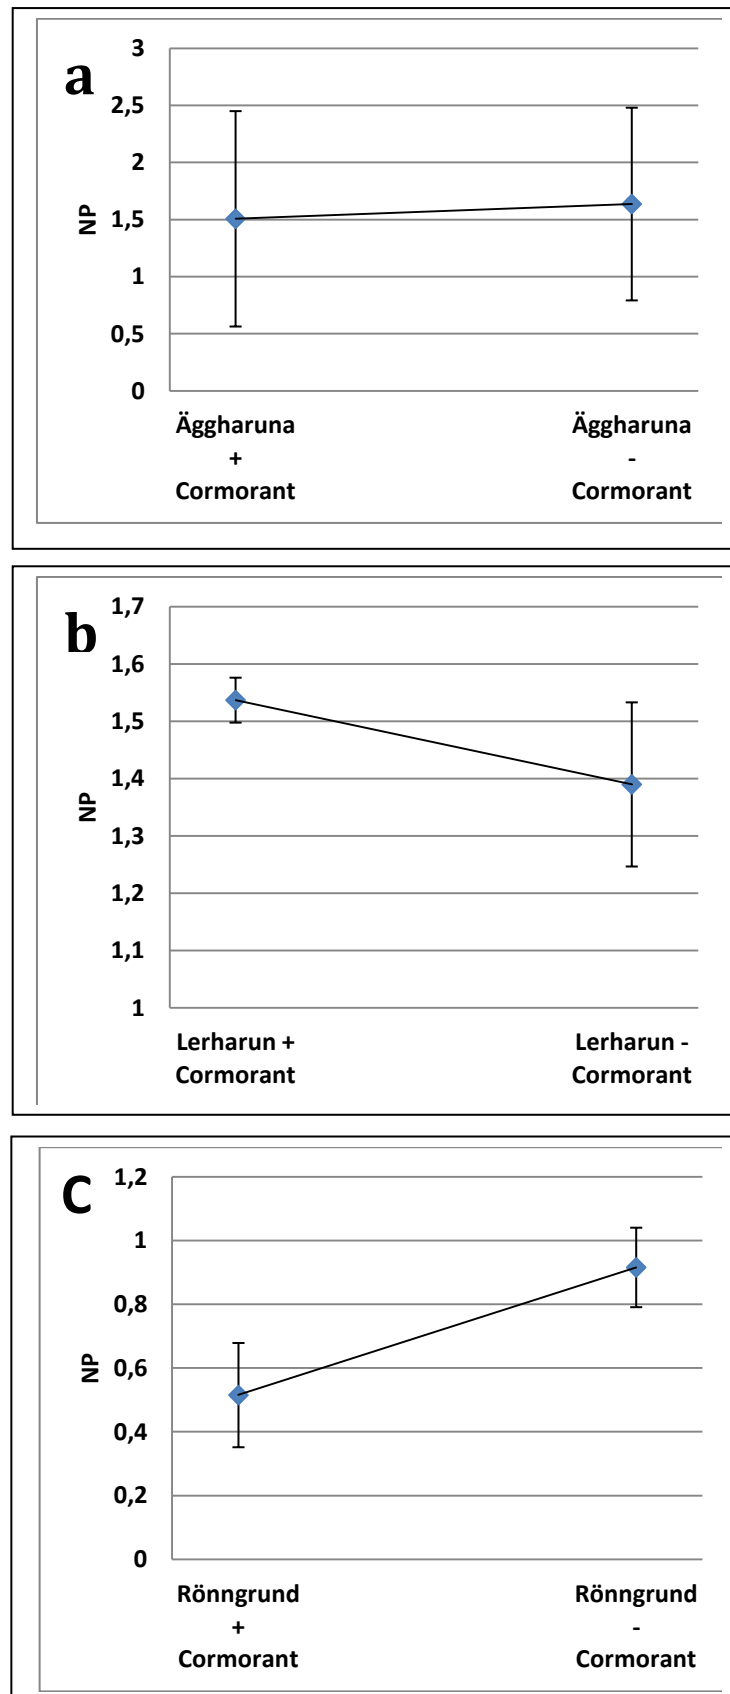 a
3
2,5
2
1,5
1
0,5
0
NP
Äggharuna
+
Cormorant
Äggharuna
-
Cormorant
b
1,7
1,6
1,5
1,4
1,3
1,2
1,1
1
NP
Lerharun +
Cormorant
Lerharun -
Cormorant
C
1,2
1
0,8
0,6
0,4
0,2
0
NP
Rönngrund
+
Cormorant
Rönngrund
-
Cormorant